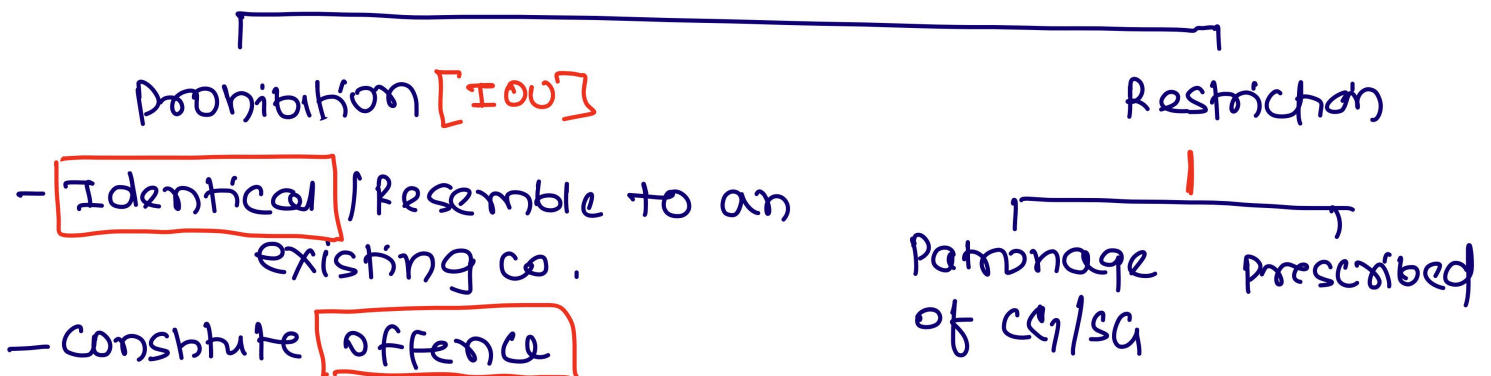 Prohibition [IOU]
Restriction
- Identical / Resemble to an
existing co.
Patronage
of CG/SG
Prescribed
- Constitute offence